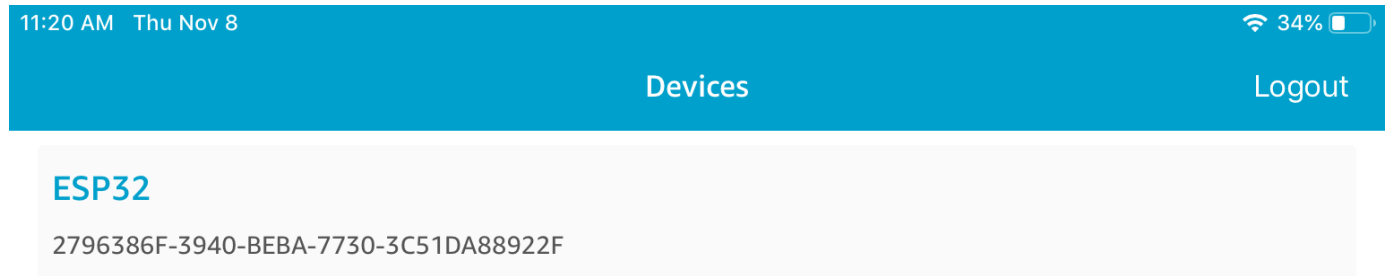 11:20 AM Thu Nov 8 34%
Devices Logout
ESP32
2796386F-3940-BEBA-7730-3C51DA88922F